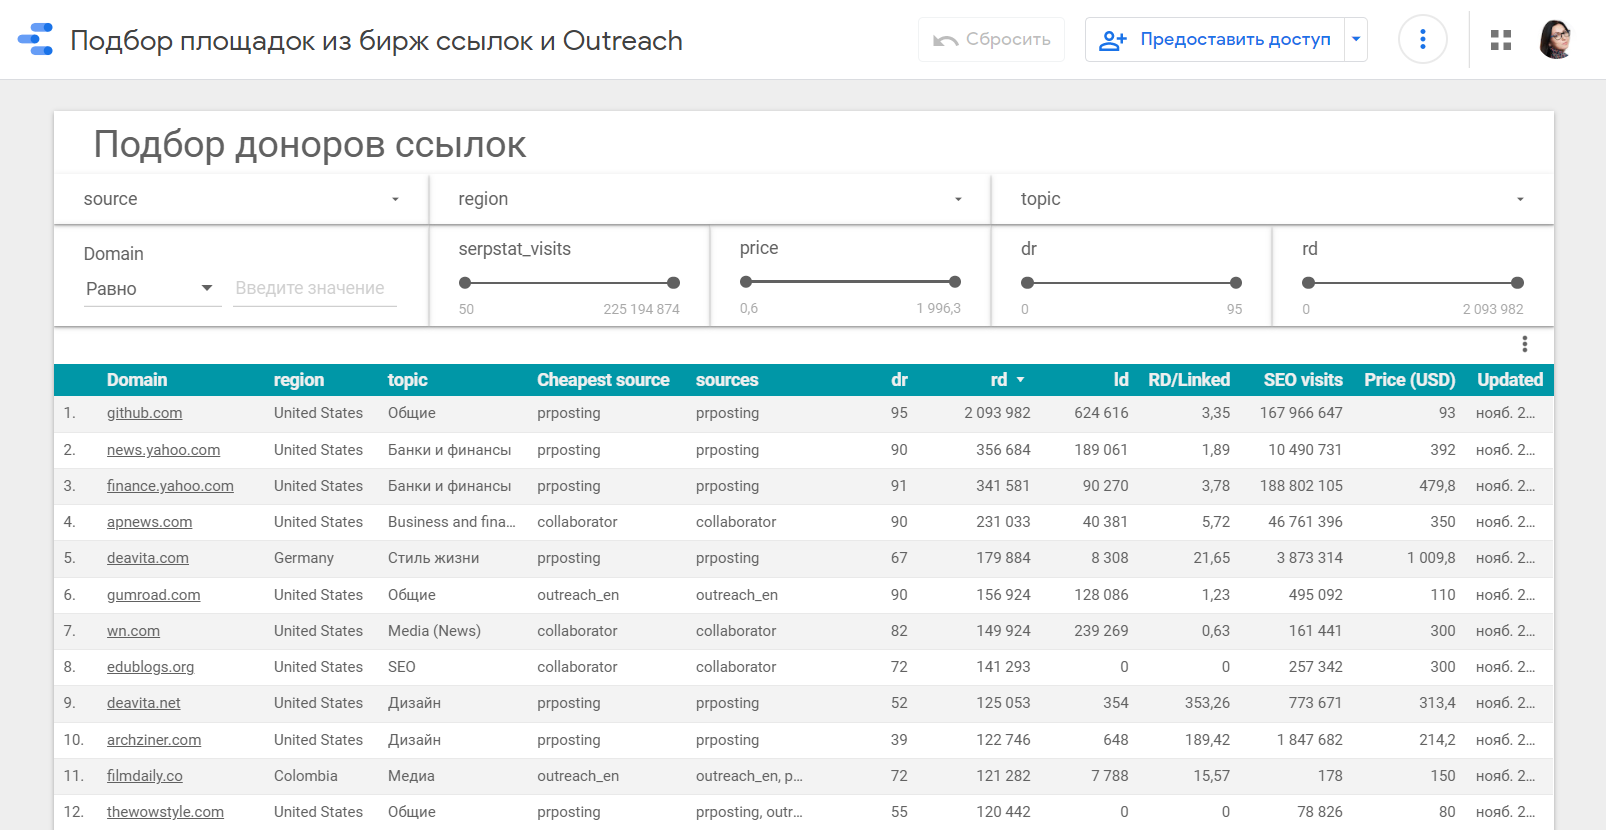 Подбор площадок из бирж ссылок и Outreach
Сбросить
Предоставить доступ
Подбор доноров ссылок
source
region
topic
Domain
Равно
Введите значение
serpstat_visits
50 225 194 874
price
0,6 1 996,3
dr
0 95
rd
0 2 093 982
Domain region topic Cheapest source sources dr rd ld RD/Linked SEO visits Price (USD) Updated
1. github.com United States Общие prposting prposting 95 2 093 982 624 616 3,35 167 966 647 93 нояб. 2...
2. news.yahoo.com United States Банки и финансы prposting prposting 90 356 684 189 061 1,89 10 490 731 392 нояб. 2...
3. finance.yahoo.com United States Банки и финансы prposting prposting 91 341 581 90 270 3,78 188 802 105 479,8 нояб. 2...
4. apnews.com United States Business and fina... collaborator collaborator 90 231 033 40 381 5,72 46 761 396 350 нояб. 2...
5. deavita.com Germany Стиль жизни prposting prposting 67 179 884 8 308 21,65 3 873 314 1 009,8 нояб. 2...
6. gumroad.com United States Общие outreach_en outreach_en 90 156 924 128 086 1,23 495 092 110 нояб. 2...
7. wn.com United States Media (News) collaborator collaborator 82 149 924 239 269 0,63 161 441 300 нояб. 2...
8. edublogs.org United States SEO collaborator collaborator 72 141 293 0 0 257 342 300 нояб. 2...
9. deavita.net United States Дизайн prposting prposting 52 125 053 354 353,26 773 671 313,4 нояб. 2...
10. archziner.com United States Дизайн prposting prposting 39 122 746 648 189,42 1 847 682 214,2 нояб. 2...
11. filmdaily.co Colombia Медиа outreach_en outreach_en, p... 72 121 282 7 788 15,57 178 150 нояб. 2...
12. thewowstyle.com United States Общие prposting prposting, outr... 55 120 442 0 0 78 826 80 нояб. 2...